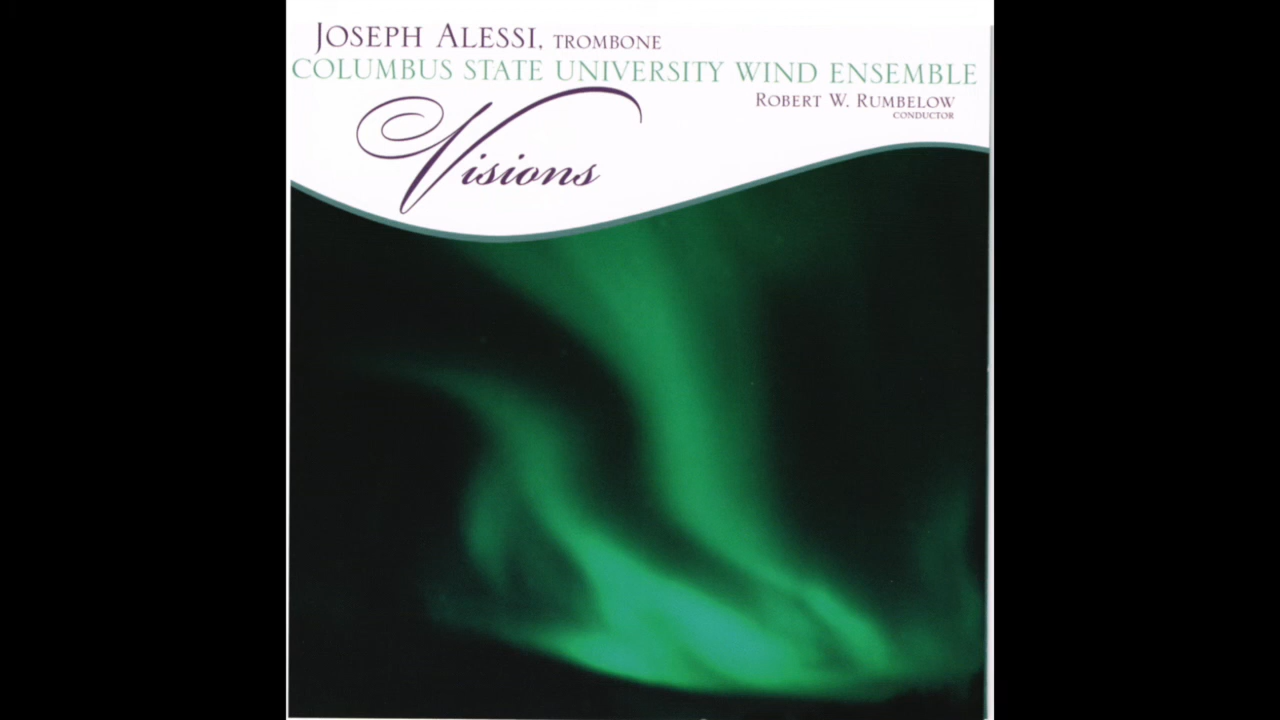 JOSEPH ALESSI, TROMBONE
COLUMBUS STATE UNIVERSITY WIND ENSEMBLE
ROBERT W. RUMBELOW
CONDUCTOR
Visions